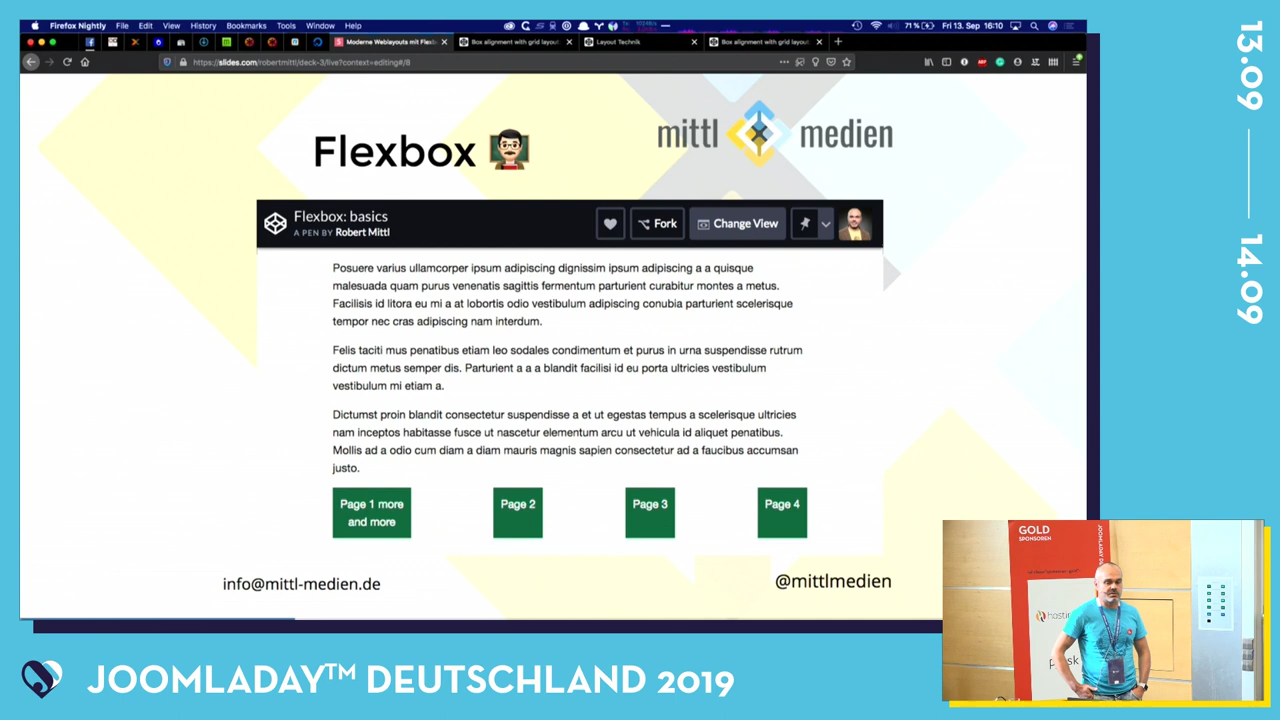 Firefox Nightly File Edit View History Bookmarks Tools Window Help
71 % Fri 13. Sep 16:10
Moderne Weblayouts mit Flexb
Box alignment with grid layou
Layout Technik
Box alignment with grid layou
https://slides.com/robertmittl/deck-3/live?context=editing#/8
Flexbox
mittl medien
Flexbox: basics
A PEN BY Robert Mittl
Fork
Change View
Posuere varius ullamcorper ipsum adipiscing dignissim ipsum adipiscing a a quisque
malesuada quam purus venenatis sagittis fermentum parturient curabitur montes a metus.
Facilisis id litora eu mi a at lobortis odio vestibulum adipiscing conubia parturient scelerisque
tempor nec cras adipiscing nam interdum.
Felis taciti mus penatibus etiam leo sodales condimentum et purus in urna suspendisse rutrum
dictum metus semper dis. Parturient a a a blandit facilisi id eu porta ultricies vestibulum
vestibulum mi etiam a.
Dictumst proin blandit consectetur suspendisse a et ut egestas tempus a scelerisque ultricies
nam inceptos habitasse fusce ut nascetur elementum arcu ut vehicula id aliquet penatibus.
Mollis ad a odio cum diam a diam mauris magnis sapien consectetur ad a faucibus accumsan
justo.
Page 1 more
and more
Page 2
Page 3
Page 4
info@mittl-medien.de
@mittlmedien
13.09
14.09
GOLD
SPONSOREN
JOOMLADAY™ DEUTSCHLAND 2019